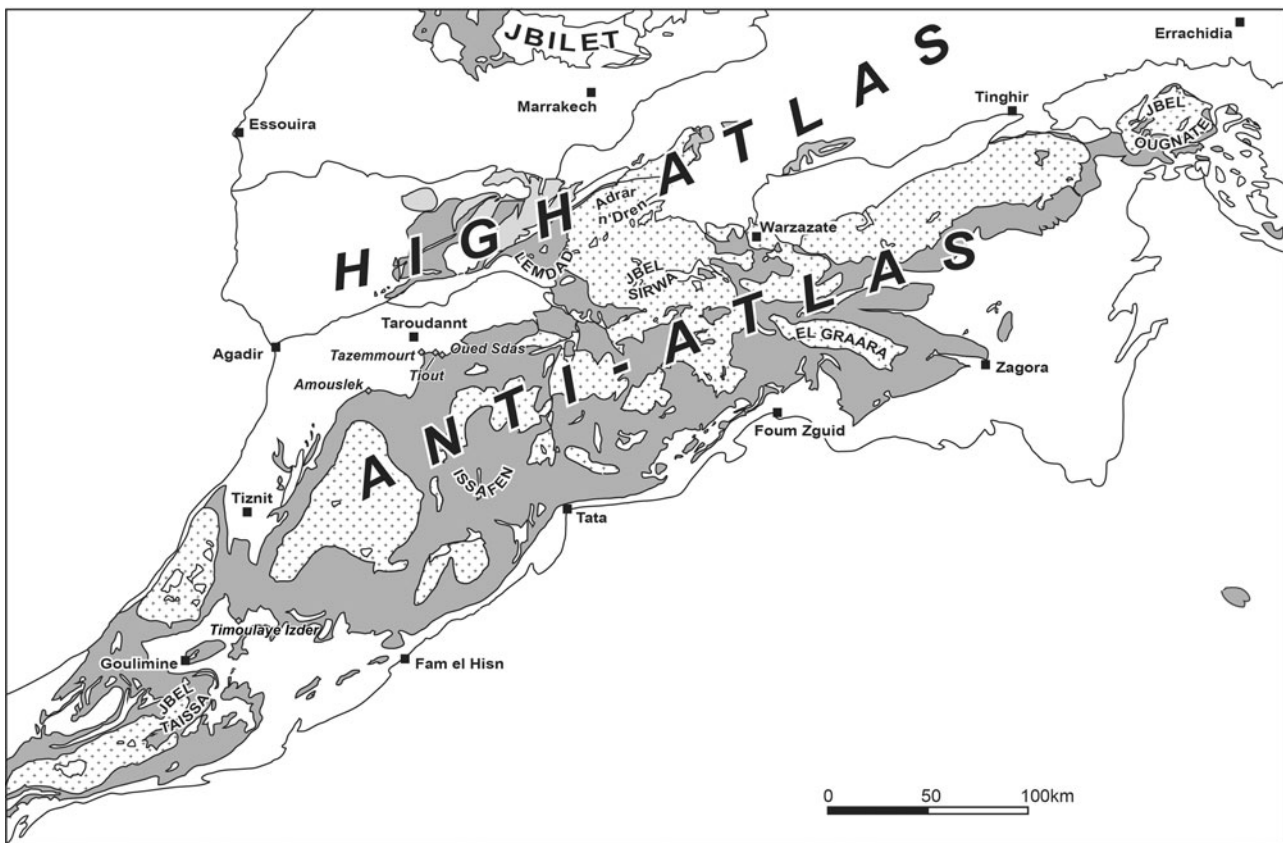 JBILET
Errachidia
Marrakech
Tinghir
Essouira
JBEL
OUGNATE
HIGH ATLAS
Adrar
n'Dren
Warzazate
LEMDAD
JBEL
SIRWA
Taroudannt
EL GRAARA
Agadir
Tazemmourt
Oued Sdas
Tiout
Zagora
Amouslek
ANTI-ATLAS
Foum Zguid
ISSAFEN
Tiznit
Tata
Timoulaye Izder
Goulimine
Fam el Hisn
JBEL
TAISSA
0 50 100km